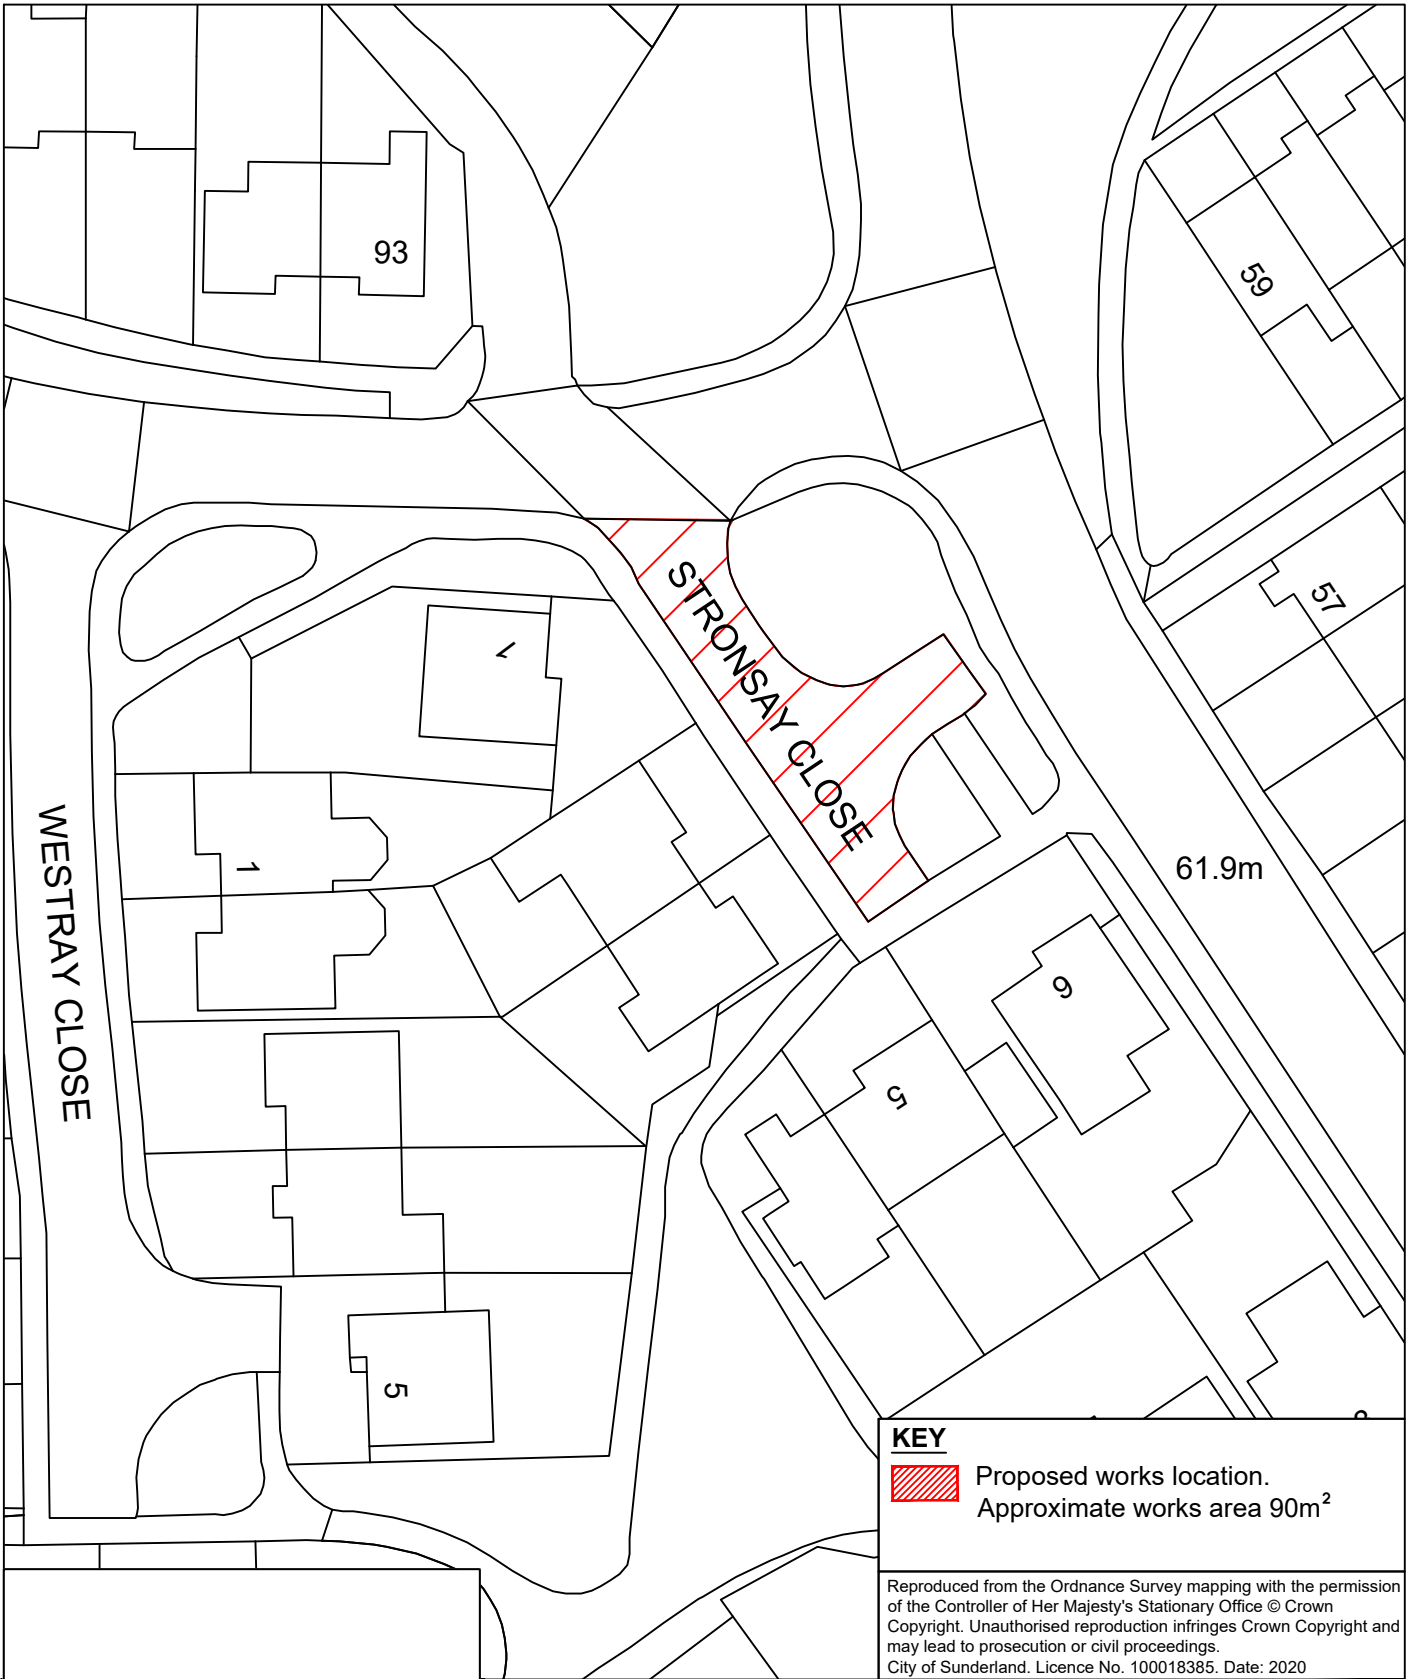 93
59
57
STRONSAY CLOSE
1
1
WESTRAY CLOSE
61.9m
6
5
5
KEY
Proposed works location.
Approximate works area 90m²
Reproduced from the Ordnance Survey mapping with the permission
of the Controller of Her Majesty's Stationary Office © Crown
Copyright. Unauthorised reproduction infringes Crown Copyright and
may lead to prosecution or civil proceedings.
City of Sunderland. Licence No. 100018385. Date: 2020